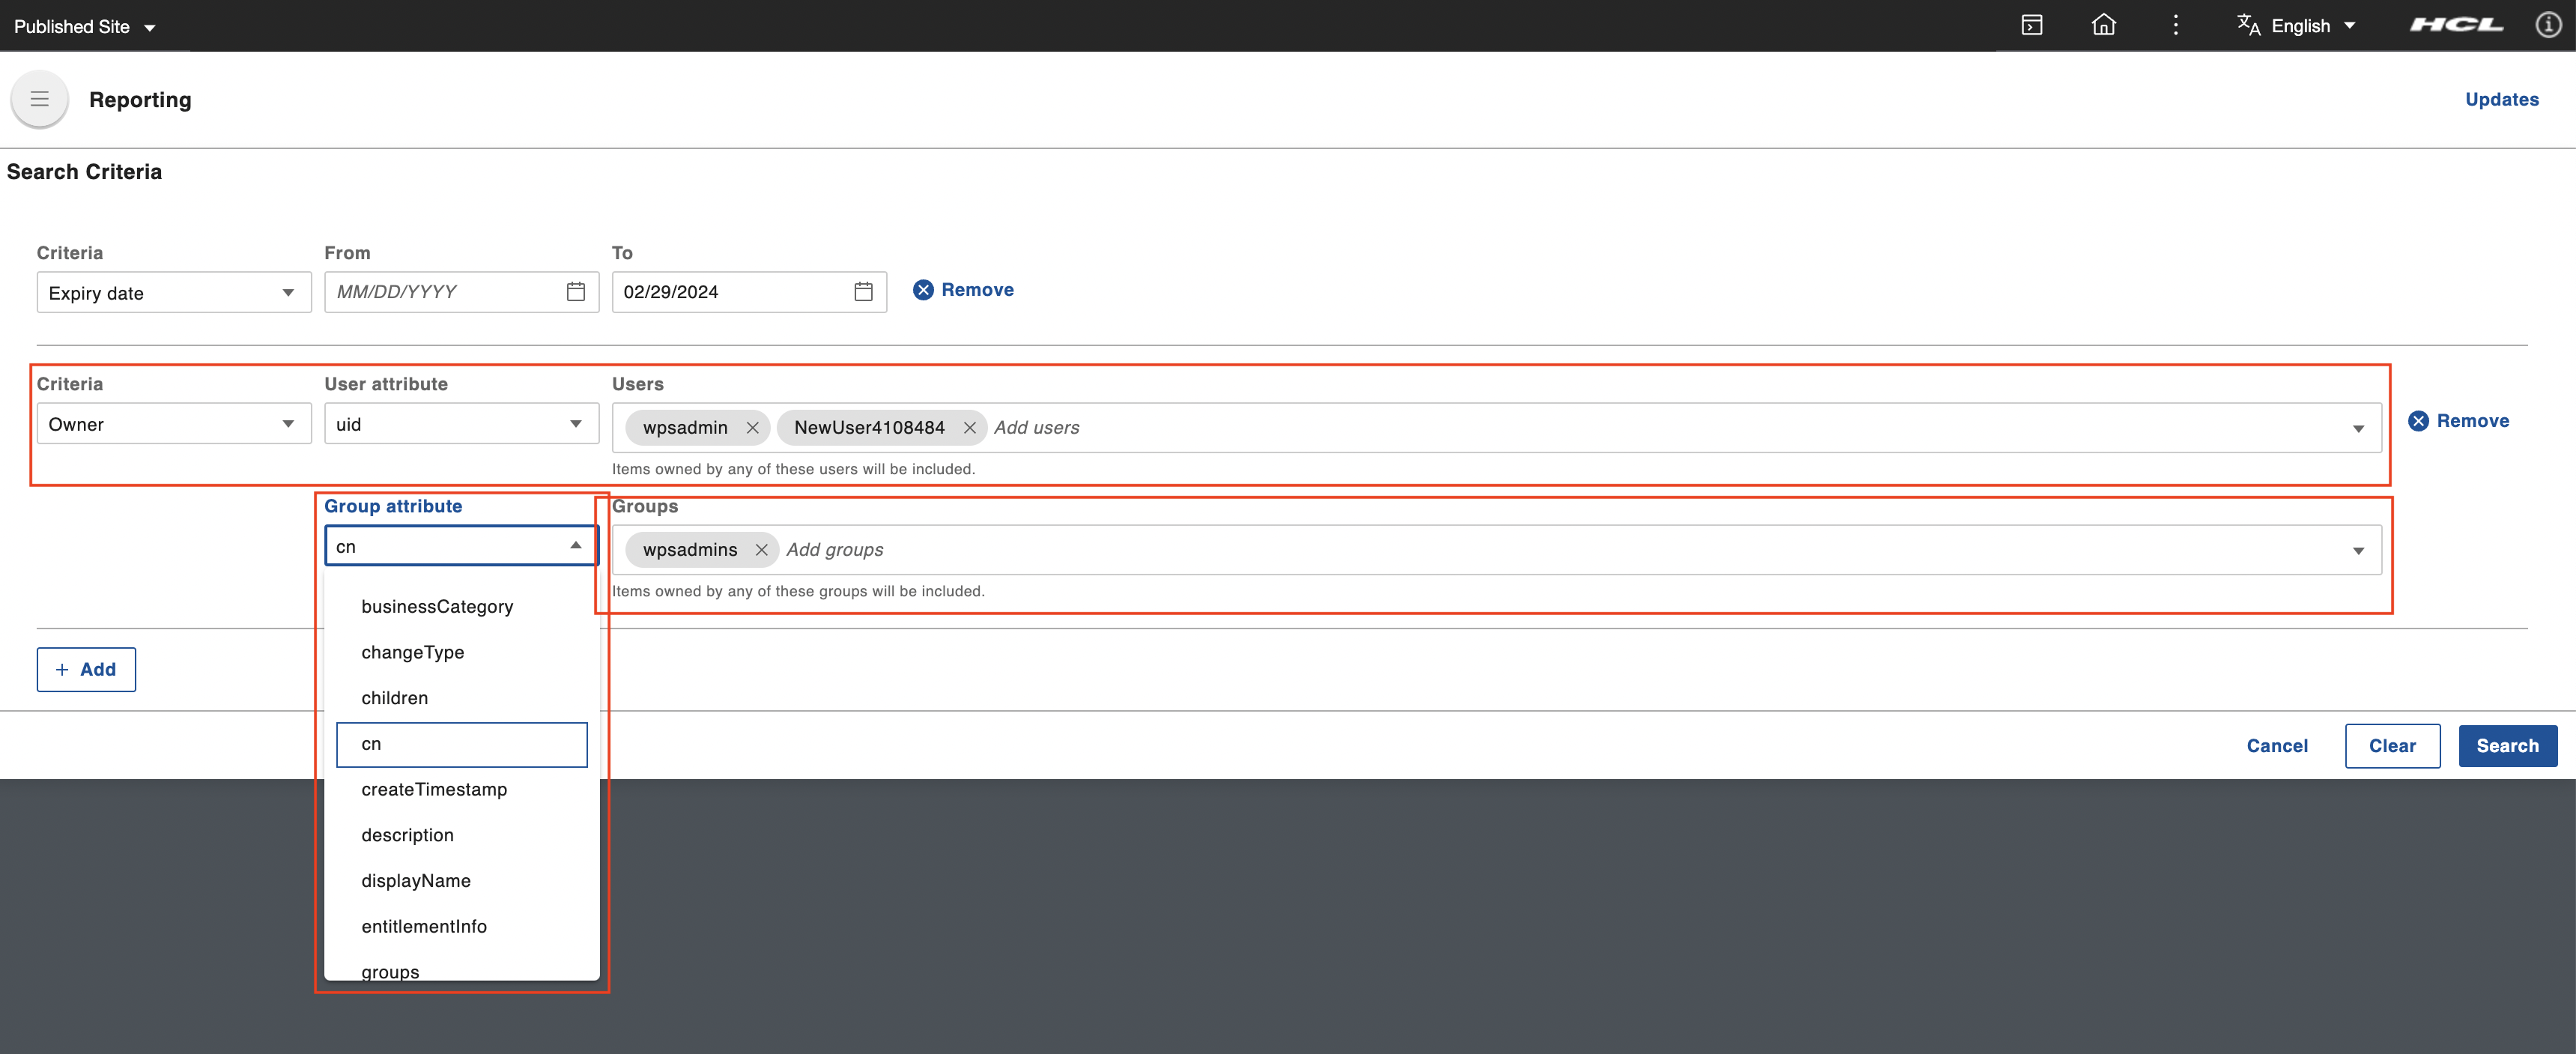 Published Site
English
HCL
Reporting
Updates
Search Criteria
Criteria From To
Expiry date MM/DD/YYYY 02/29/2024 Remove
Criteria User attribute Users
Owner uid wpsadmin NewUser4108484 Add users Remove
Items owned by any of these users will be included.
Group attribute Groups
cn wpsadmins Add groups
Items owned by any of these groups will be included.
businessCategory
changeType
+ Add
children
cn
Cancel Clear Search
createTimestamp
description
displayName
entitlementInfo
groups